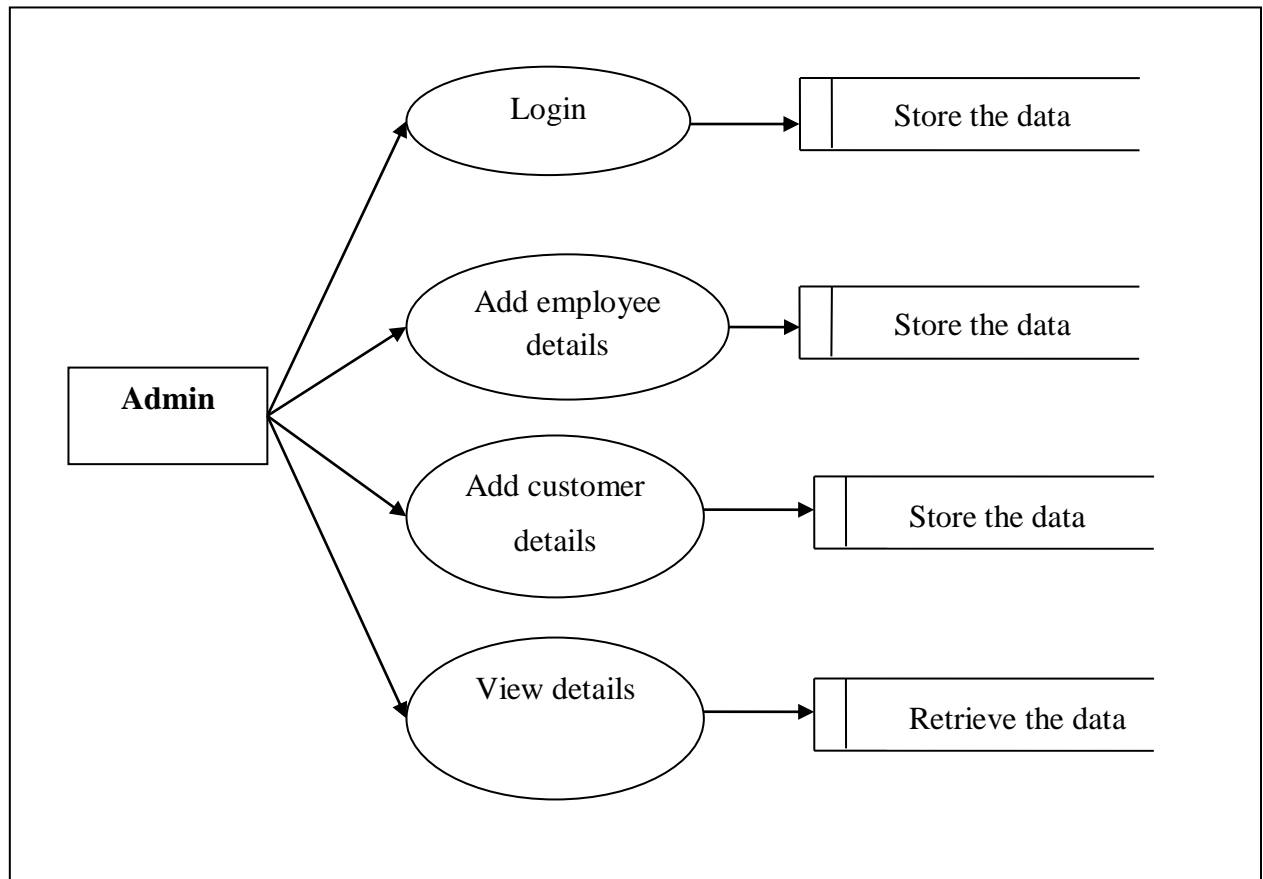 Login
Store the data
Add employee
details
Store the data
Admin
Add customer
details
Store the data
View details
Retrieve the data